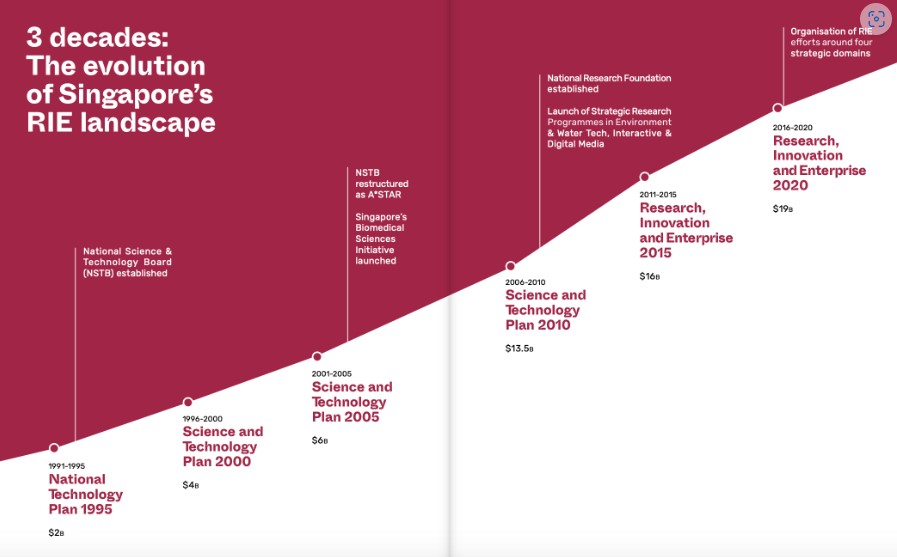 3 decades:
The evolution
of Singapore's
RIE landscape
National Science &
Technology Board
(NSTB) established
1991-1995
National
Technology
Plan 1995
$2B
1996-2000
Science and
Technology
Plan 2000
$4B
NSTB
restructured
as A*STAR
Singapore's
Biomedical
Sciences
Initiative
launched
2001-2005
Science and
Technology
Plan 2005
$6B
National Research Foundation
established
Launch of Strategic Research
Programmes in Environment
& Water Tech, Interactive &
Digital Media
2006-2010
Science and
Technology
Plan 2010
$13.5B
2011-2015
Research,
Innovation
and Enterprise
2015
$16B
Organisation of RIE
efforts around four
strategic domains
2016-2020
Research,
Innovation
and Enterprise
2020
$19B